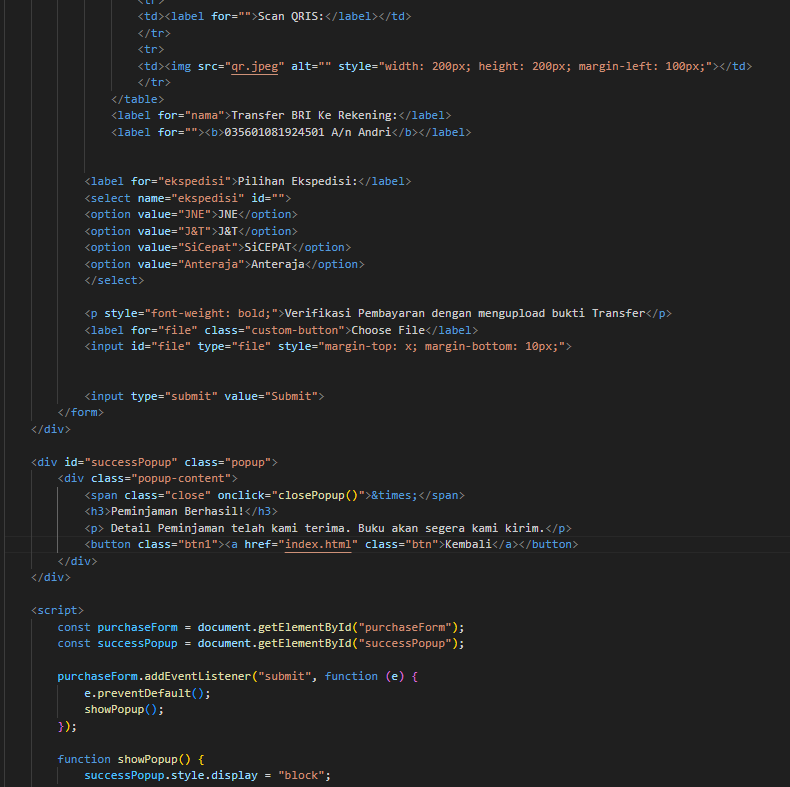 <tr>
<td><label for="">Scan QRIS:</label></td>
</tr>
<tr>
<td><img src="qr.jpeg" alt="" style="width: 200px; height: 200px; margin-left: 100px;"></td>
</tr>
</table>
<label for="nama">Transfer BRI Ke Rekening:</label>
<label for=""><b>035601081924501 A/n Andri</b></label>
<label for="ekspedisi">Pilihan Ekspedisi:</label>
<select name="ekspedisi" id="">
<option value="JNE">JNE</option>
<option value="J&T">J&T</option>
<option value="SiCepat">SiCEPAT</option>
<option value="Anteraja">Anteraja</option>
</select>
<p style="font-weight: bold;">Verifikasi Pembayaran dengan mengupload bukti Transfer</p>
<label for="file" class="custom-button">Choose File</label>
<input id="file" type="file" style="margin-top: x; margin-bottom: 10px;">
<input type="submit" value="Submit">
</form>
</div>
<div id="successPopup" class="popup">
<div class="popup-content">
<span class="close" onclick="closePopup()">&times;</span>
<h3>Peminjaman Berhasil!</h3>
<p> Detail Peminjaman telah kami terima. Buku akan segera kami kirim.</p>
<button class="btn1"><a href="index.html" class="btn">Kembali</a></button>
</div>
</div>
<script>
const purchaseForm = document.getElementById("purchaseForm");
const successPopup = document.getElementById("successPopup");
purchaseForm.addEventListener("submit", function (e) {
e.preventDefault();
showPopup();
});
function showPopup() {
successPopup.style.display = "block";